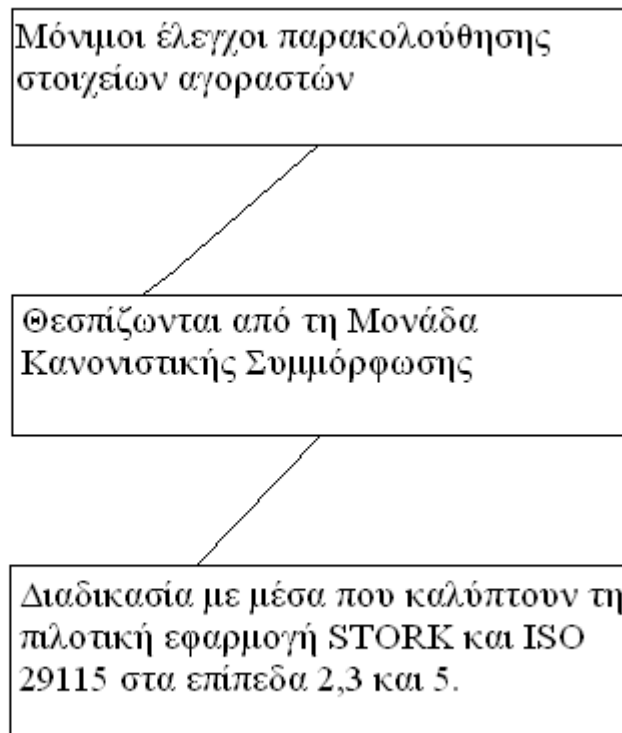 Μόνιμοι έλεγχοι παρακολούθησης
στοιχείων αγοραστών
Θεσπίζωνται από τη Μονάδα
Κανονιστικής Συμμόρφωσης
Διαδικασία με μέσα που καλύπτουν τη
πιλοτική εφαρμογή STORK και ISO
29115 στα επίπεδα 2,3 και 5.